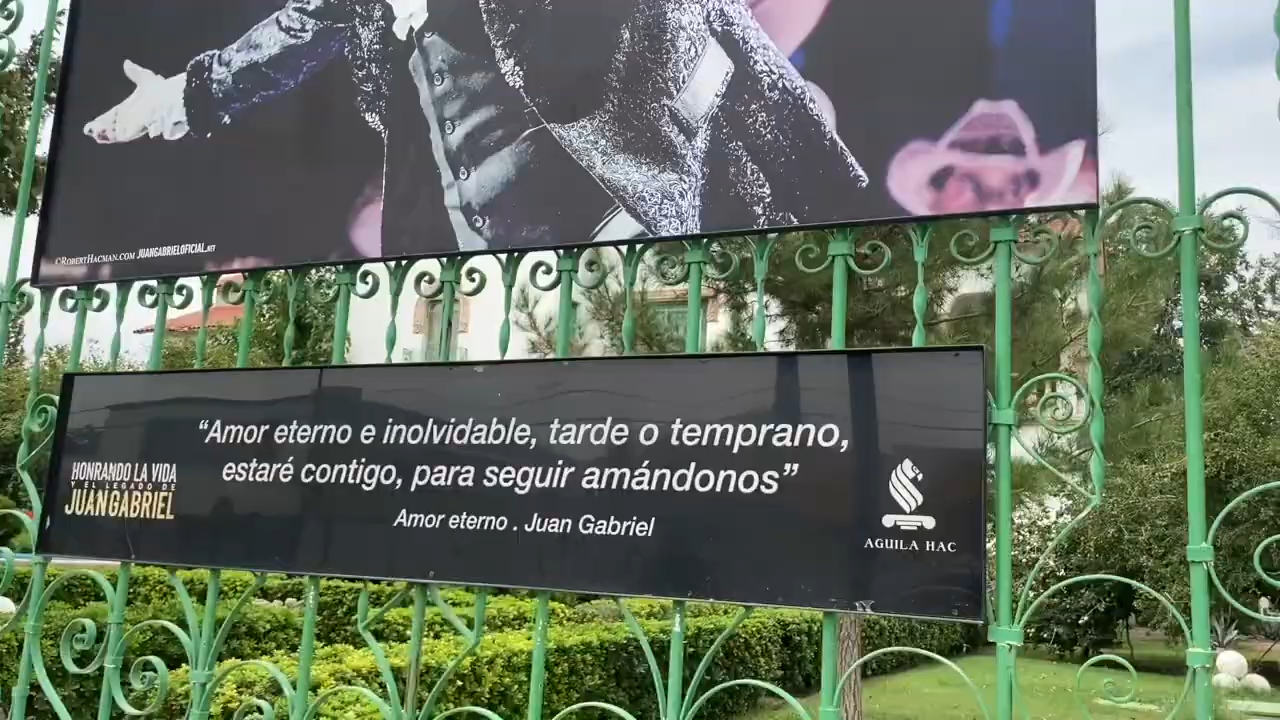 ©ROBERTHACMAN.COM JUANGABRIELOFICIAL.NET
“Amor eterno e inolvidable, tarde o temprano,
estaré contigo, para seguir amándonos”
Amor eterno . Juan Gabriel
HONRANDO LA VIDA
Y EL LEGADO DE
JUAN GABRIEL
AGUILA HAC